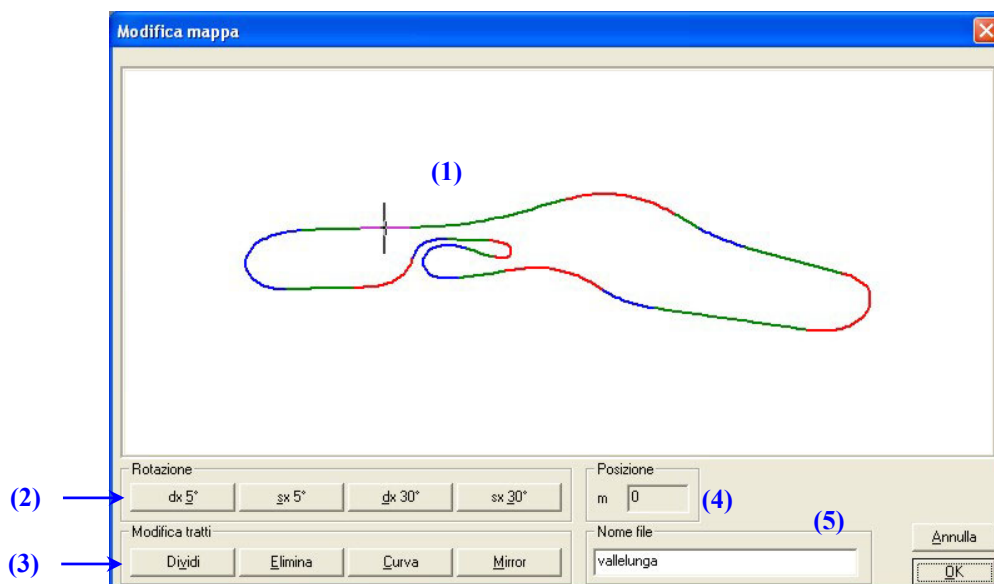 Modifica mappa
(1)
Rotazione
Posizione
(2)
dx 5°
sx 5°
dx 30°
sx 30°
m
0
(4)
Modifica tratti
Nome file
(5)
Annulla
(3)
Dividi
Elimina
Curva
Mirror
vallelunga
OK